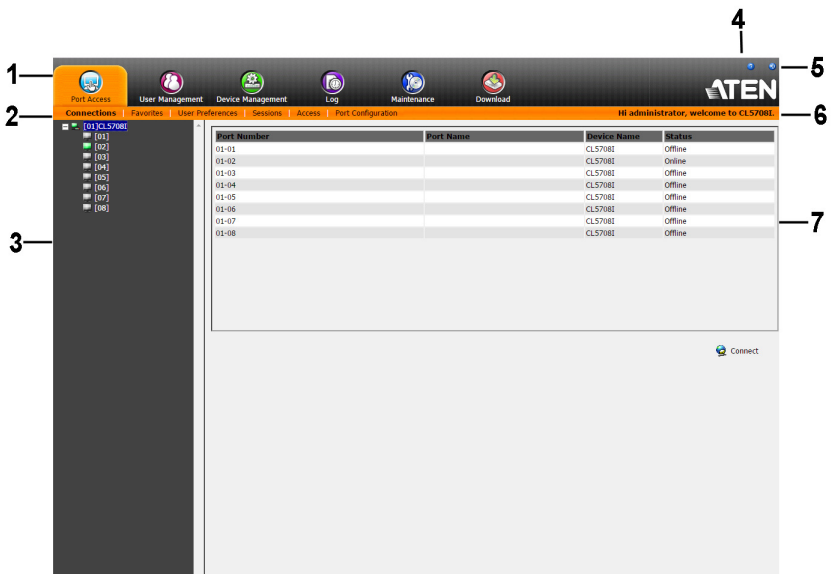 4
1
5
Port Access
User Management
Device Management
Log
Maintenance
Download
ATEN
2
Connections
Favorites
User Preferences
Sessions
Access
Port Configuration
Hi administrator, welcome to CL5708I.
6
[01]CL5708I
[01]
[02]
[03]
[04]
[05]
[06]
[07]
[08]
3
Port Number Port Name Device Name Status
01-01 CL5708I Offline
01-02 CL5708I Online
01-03 CL5708I Offline
01-04 CL5708I Offline
01-05 CL5708I Offline
01-06 CL5708I Offline
01-07 CL5708I Offline
01-08 CL5708I Offline
7
Connect